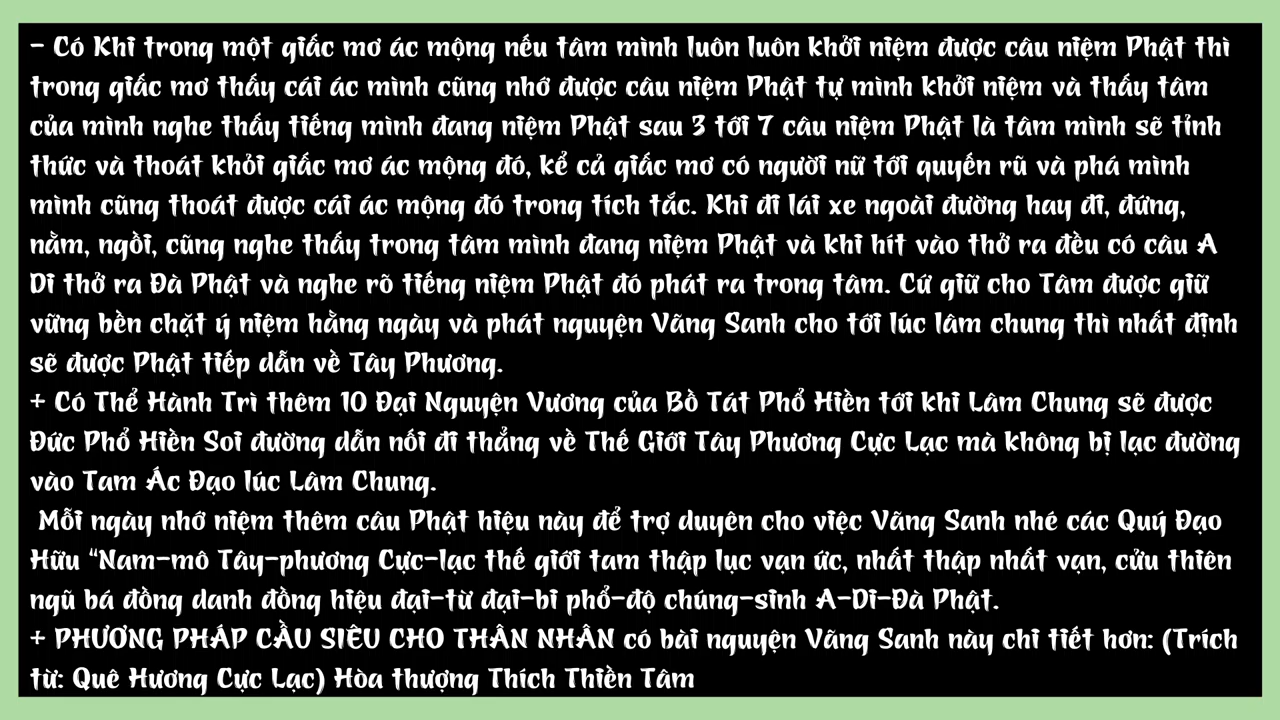 - Có Khi trong một giấc mơ ác mộng nếu tâm mình luôn luôn khởi niệm được câu niệm Phật thì
trong giấc mơ thấy cái ác mình cũng nhớ được câu niệm Phật tự mình khởi niệm và thấy tâm
của mình nghe thấy tiếng mình đang niệm Phật sau 3 tới 7 câu niệm Phật là tâm mình sẽ tỉnh
thức và thoát khỏi giấc mơ ác mộng đó, kể cả giấc mơ có người nữ tới quyến rũ và phá mình
mình cũng thoát được cái ác mộng đó trong tích tắc. Khi đi lái xe ngoài đường hay đi, đứng,
nằm, ngồi, cũng nghe thấy trong tâm mình đang niệm Phật và khi hít vào thở ra đều có câu A
Di thở ra Đà Phật và nghe rõ tiếng niệm Phật đó phát ra trong tâm. Cứ giữ cho Tâm được giữ
vững bền chặt ý niệm hằng ngày và phát nguyện Vãng Sanh cho tới lúc lâm chung thì nhất định
sẽ được Phật tiếp dẫn về Tây Phương.
+ Có Thể Hành Trì thêm 10 Đại Nguyện Vương của Bồ Tát Phổ Hiền tới khi Lâm Chung sẽ được
Đức Phổ Hiền Soi đường dẫn nối đi thẳng về Thế Giới Tây Phương Cực Lạc mà không bị lạc đường
vào Tam Ác Đạo lúc Lâm Chung.
Mỗi ngày nhớ niệm thêm câu Phật hiệu này để trợ duyên cho việc Vãng Sanh nhé các Quý Đạo
Hữu "Nam-mô Tây-phương Cực-lạc thế giới tam thập lục vạn ức, nhất thập nhất vạn, cửu thiên
ngũ bá đồng danh đồng hiệu đại-từ đại-bi phổ-độ chúng-sinh A-Di-Đà Phật.
+ PHƯƠNG PHÁP CẦU SIÊU CHO THÂN NHÂN có bài nguyện Vãng Sanh này chi tiết hơn: (Trích
từ: Quê Hương Cực Lạc) Hòa thượng Thích Thiền Tâm